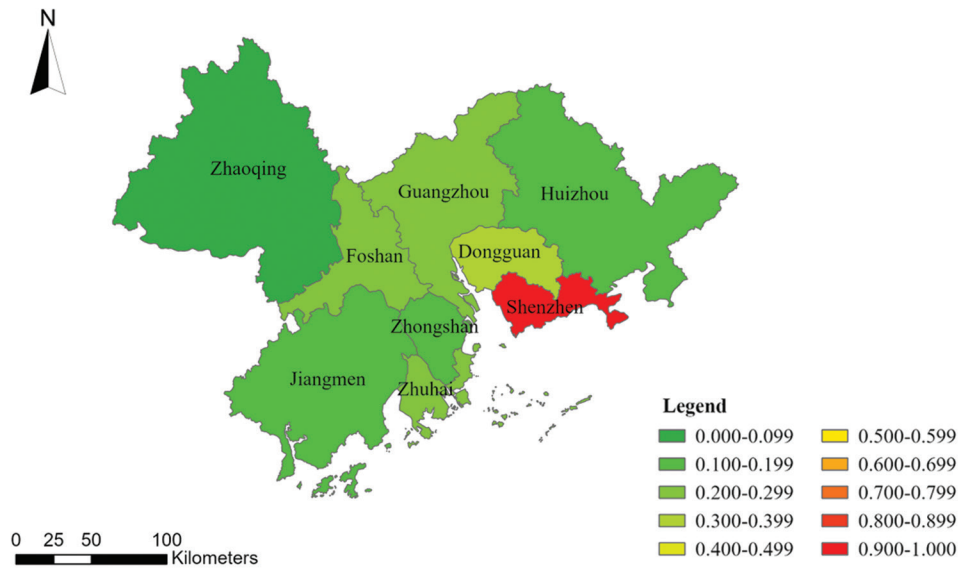 N
Zhaoqing
Guangzhou
Huizhou
Foshan
Dongguan
Shenzhen
Zhongshan
Jiangmen
Zhuhai
Legend
0.000-0.099
0.100-0.199
0.200-0.299
0.300-0.399
0.400-0.499
0.500-0.599
0.600-0.699
0.700-0.799
0.800-0.899
0.900-1.000
0 25 50 100
Kilometers